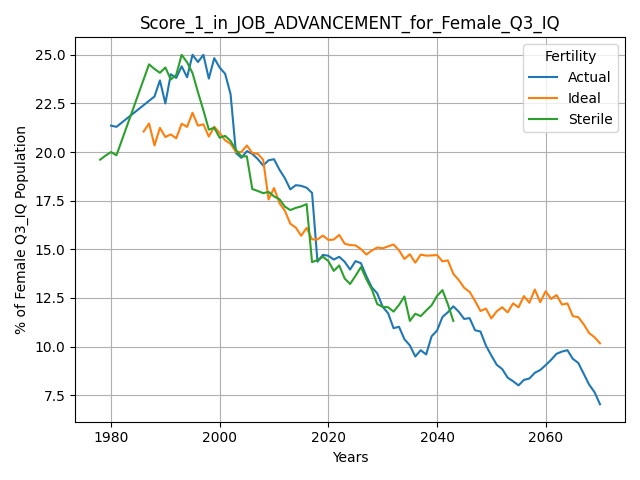 Score_1_in_JOB_ADVANCEMENT_for_Female_Q3_IQ
Fertility
Actual
Ideal
Sterile
% of Female Q3_IQ Population
25.0
22.5
20.0
17.5
15.0
12.5
10.0
7.5
1980
2000
2020
2040
2060
Years